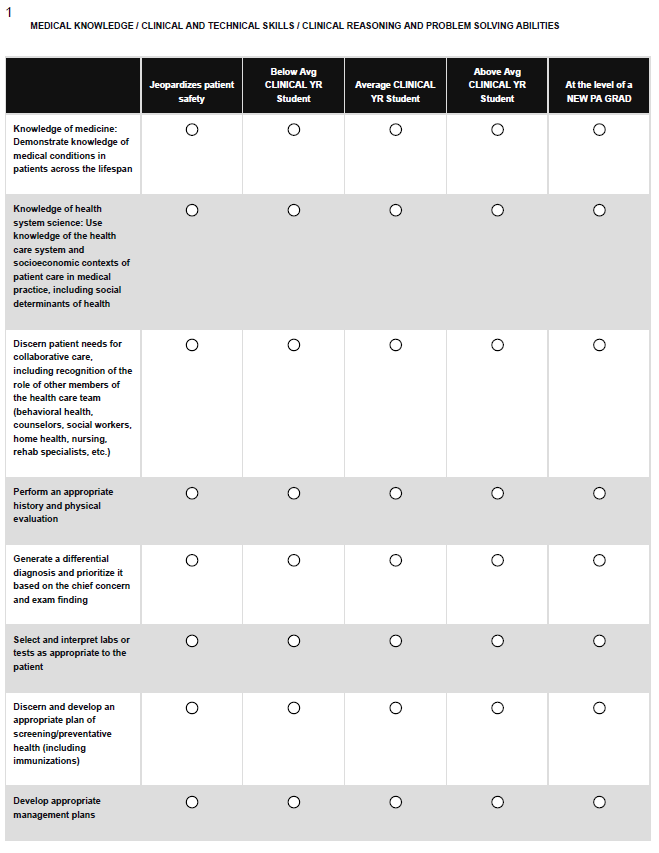 1
MEDICAL KNOWLEDGE / CLINICAL AND TECHNICAL SKILLS / CLINICAL REASONING AND PROBLEM SOLVING ABILITIES
Jeopardizes patient
safety
Below Avg
CLINICAL YR
Student
Average CLINICAL
YR Student
Above Avg
CLINICAL YR
Student
At the level of a
NEW PA GRAD
Knowledge of medicine:
Demonstrate knowledge of
medical conditions in
patients across the lifespan
Knowledge of health
system science: Use
knowledge of the health
care system and
socioeconomic contexts of
patient care in medical
practice, including social
determinants of health
Discern patient needs for
collaborative care,
including recognition of the
role of other members of
the health care team
(behavioral health,
counselors, social workers,
home health, nursing,
rehab specialists, etc.)
Perform an appropriate
history and physical
evaluation
Generate a differential
diagnosis and prioritize it
based on the chief concern
and exam finding
Select and interpret labs or
tests as appropriate to the
patient
Discern and develop an
appropriate plan of
screening/preventative
health (including
immunizations)
Develop appropriate
management plans